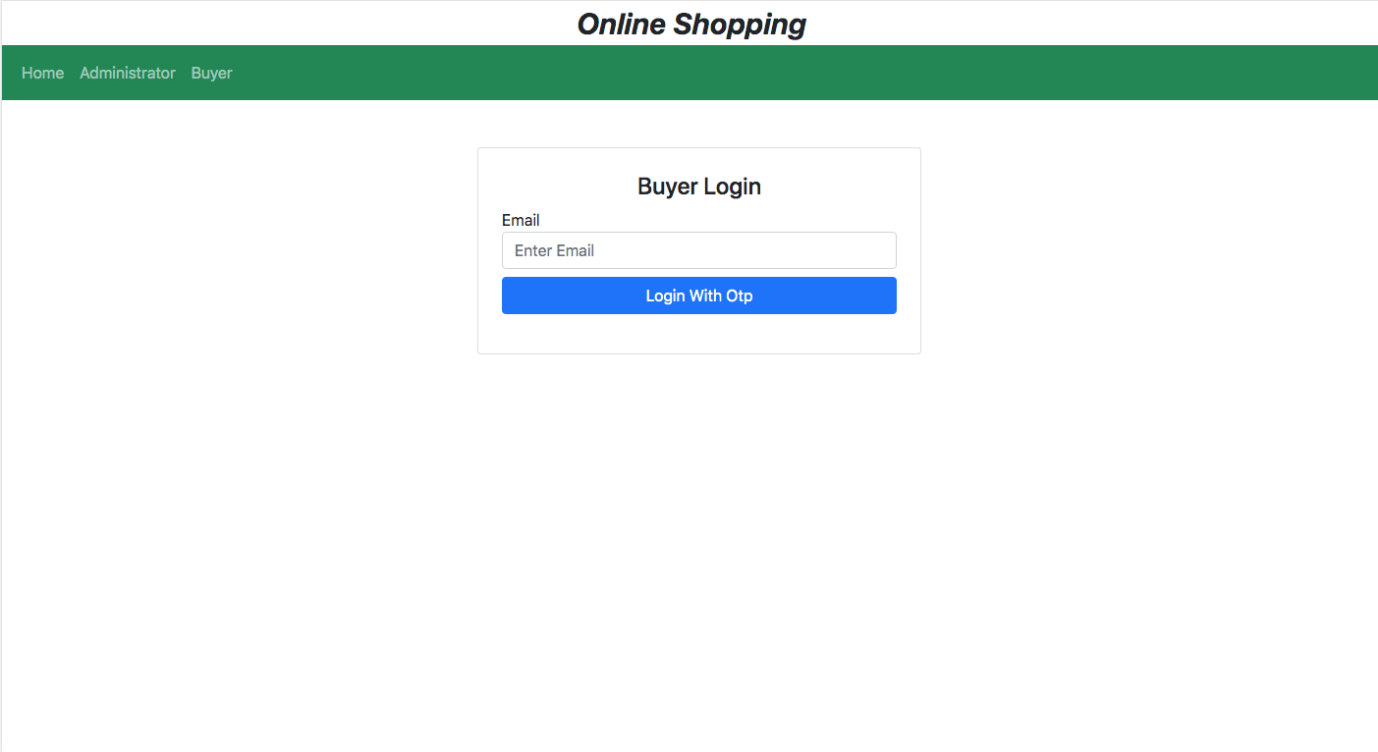 Online Shopping
Home Administrator Buyer
Buyer Login
Email
Enter Email
Login With Otp